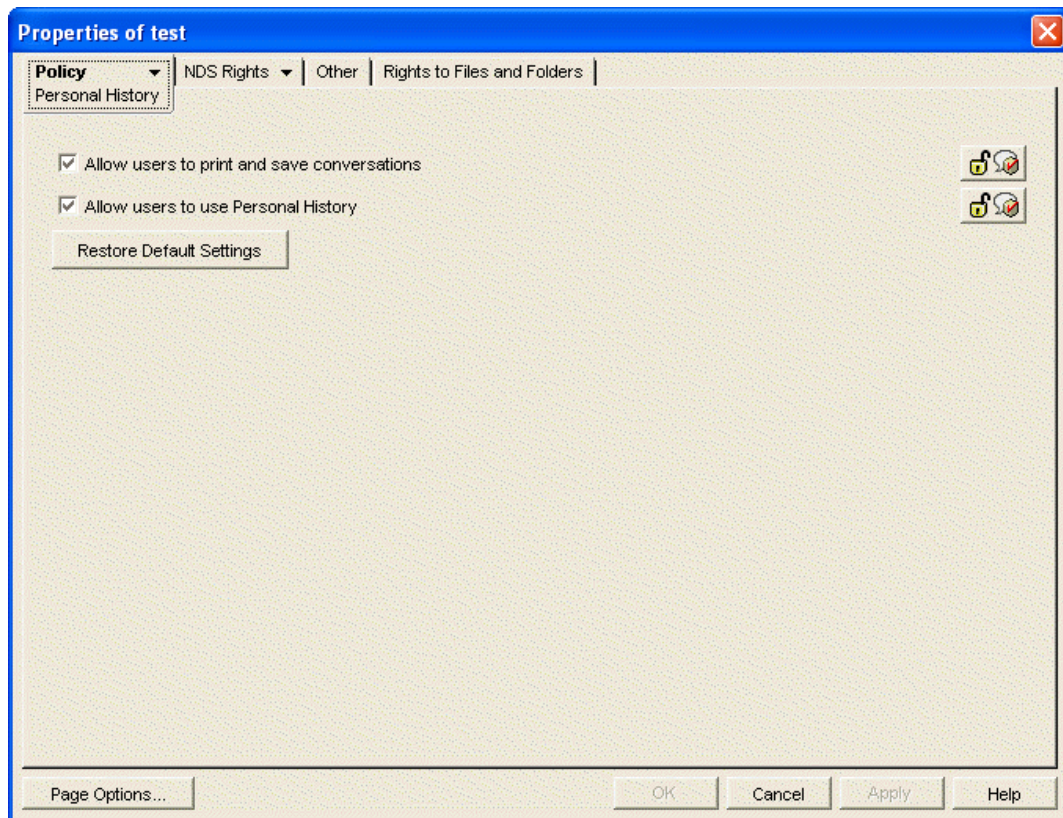 Properties of test
Policy NDS Rights Other Rights to Files and Folders
Personal History
Allow users to print and save conversations
Allow users to use Personal History
Restore Default Settings
Page Options... OK Cancel Apply Help